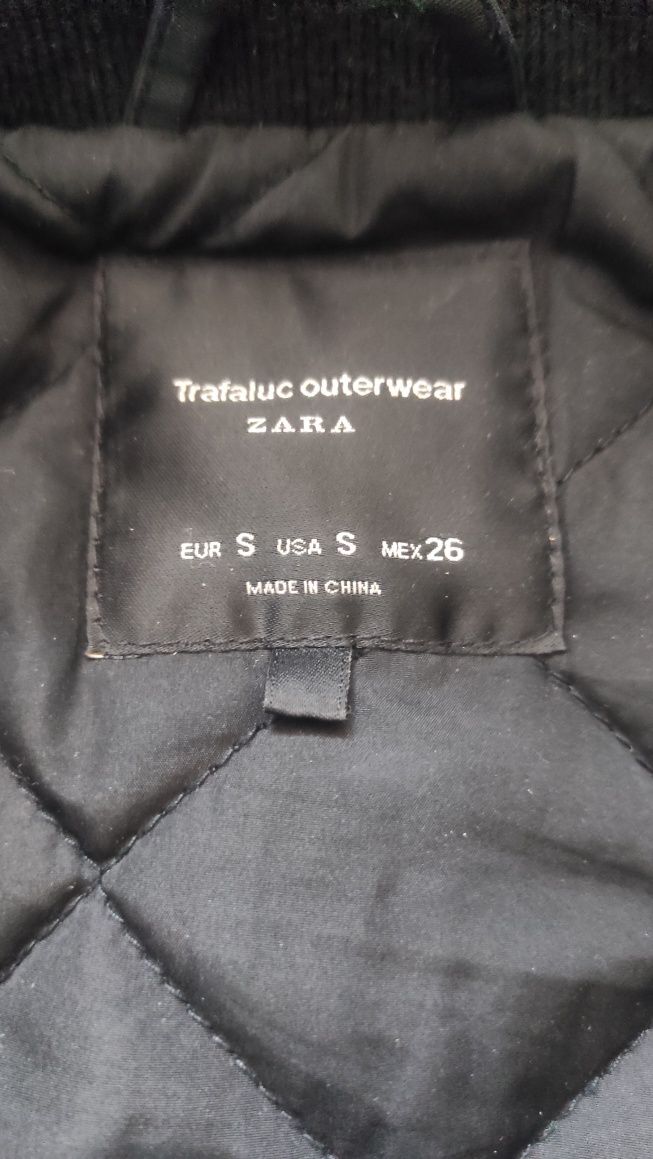 Trafaluc outerwear
ZARA
EUR S USA S MEX 26
MADE IN CHINA